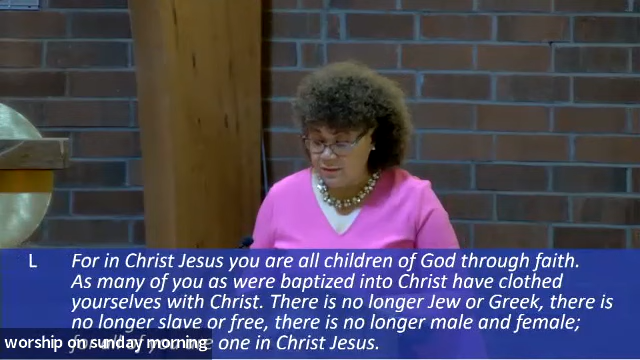 L For in Christ Jesus you are all children of God through faith.
As many of you as were baptized into Christ have clothed
yourselves with Christ. There is no longer Jew or Greek, there is
no longer slave or free, there is no longer male and female;
one in Christ Jesus.
worship on sunday morning